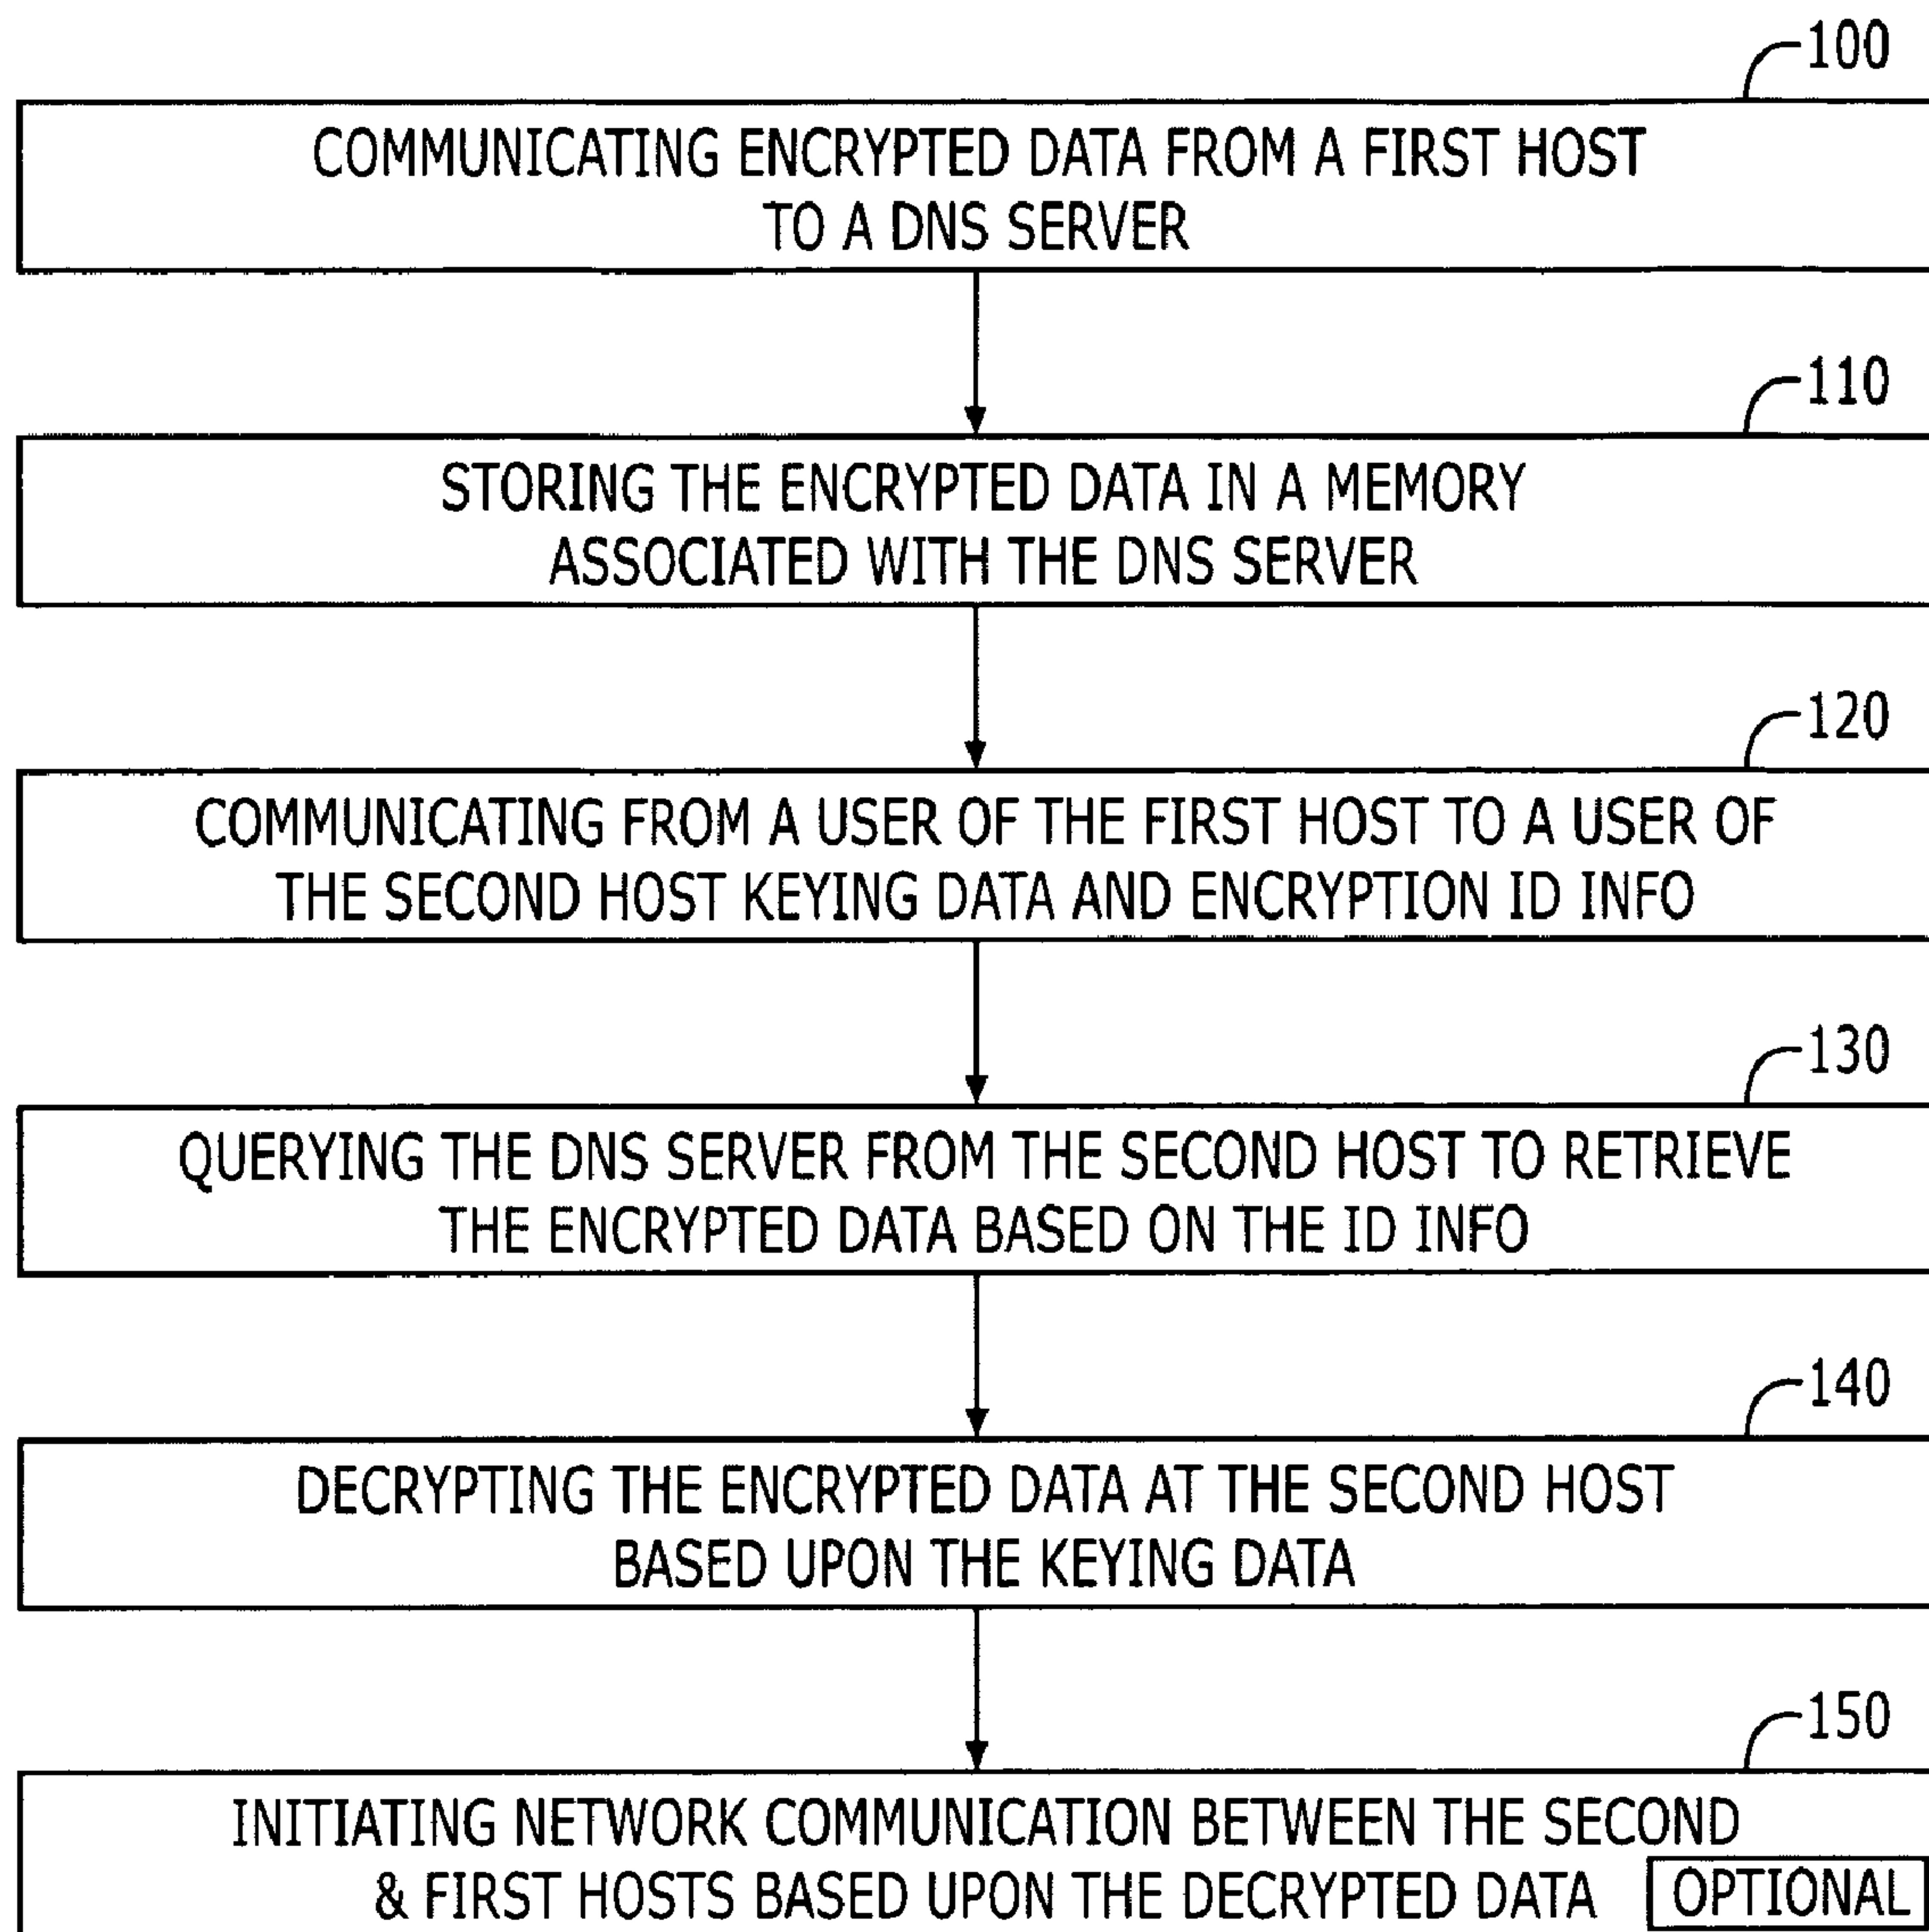 100
COMMUNICATING ENCRYPTED DATA FROM A FIRST HOST
TO A DNS SERVER
110
STORING THE ENCRYPTED DATA IN A MEMORY
ASSOCIATED WITH THE DNS SERVER
120
COMMUNICATING FROM A USER OF THE FIRST HOST TO A USER OF
THE SECOND HOST KEYING DATA AND ENCRYPTION ID INFO
130
QUERYING THE DNS SERVER FROM THE SECOND HOST TO RETRIEVE
THE ENCRYPTED DATA BASED ON THE ID INFO
140
DECRYPTING THE ENCRYPTED DATA AT THE SECOND HOST
BASED UPON THE KEYING DATA
150
INITIATING NETWORK COMMUNICATION BETWEEN THE SECOND
& FIRST HOSTS BASED UPON THE DECRYPTED DATA OPTIONAL